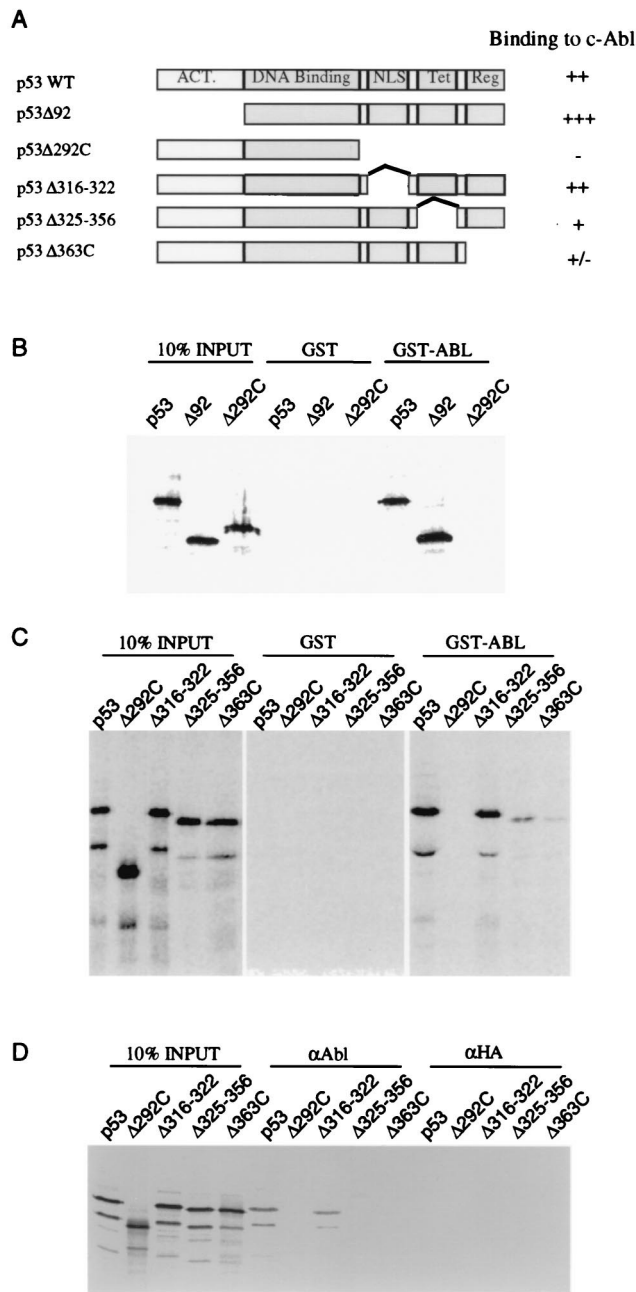 A
Binding to c-Abl
p53 WT ACT. DNA Binding NLS Tet Reg ++
p53Δ92 +++
p53Δ292C -
p53 Δ316-322 ++
p53 Δ325-356 +
p53 Δ363C +/-
B
10% INPUT GST GST-ABL
p53 Δ92 Δ292C p53 Δ92 Δ292C p53 Δ92 Δ292C
C
10% INPUT GST GST-ABL
p53 Δ292C Δ316-322 Δ325-356 Δ363C p53 Δ292C Δ316-322 Δ325-356 Δ363C p53 Δ292C Δ316-322 Δ325-356 Δ363C
D
10% INPUT αAbl αHA
p53 Δ292C Δ316-322 Δ325-356 Δ363C p53 Δ292C Δ316-322 Δ325-356 Δ363C p53 Δ292C Δ316-322 Δ325-356 Δ363C